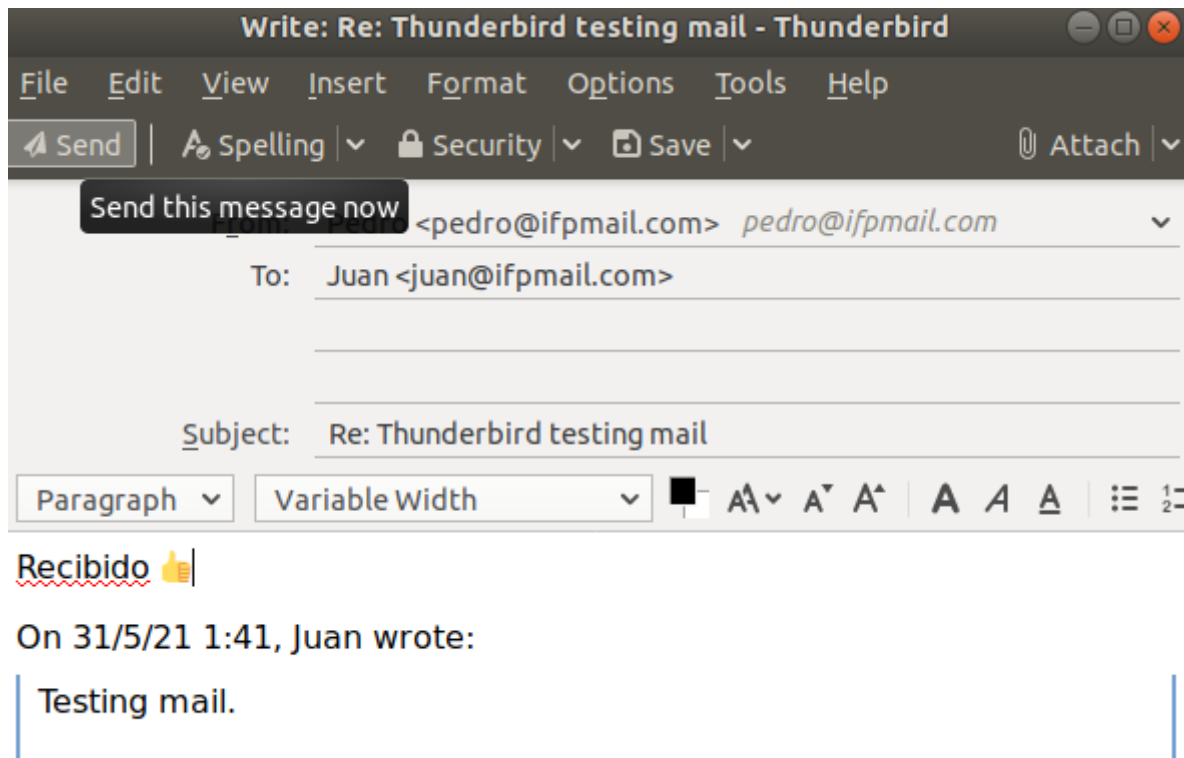 Write: Re: Thunderbird testing mail - Thunderbird
File Edit View Insert Format Options Tools Help
Send Spelling Security Save Attach
Send this message now
From: Pedro <pedro@ifpmail.com> pedro@ifpmail.com
To: Juan <juan@ifpmail.com>
Subject: Re: Thunderbird testing mail
Paragraph Variable Width
Recibido 👍
On 31/5/21 1:41, Juan wrote:
Testing mail.